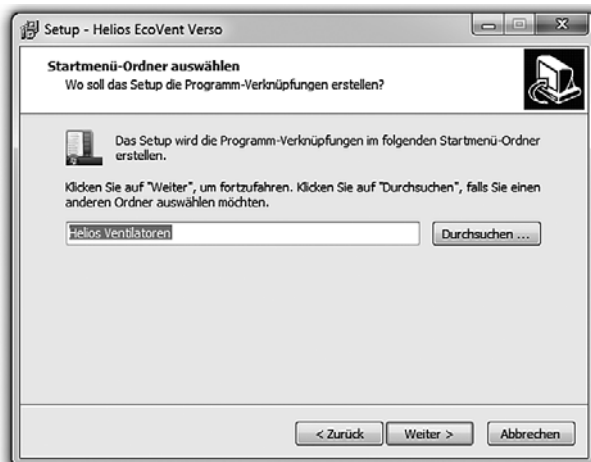 Setup - Helios EcoVent Verso
Startmenü-Ordner auswählen
Wo soll das Setup die Programm-Verknüpfungen erstellen?
Das Setup wird die Programm-Verknüpfungen im folgenden Startmenü-Ordner
erstellen.
Klicken Sie auf "Weiter", um fortzufahren. Klicken Sie auf "Durchsuchen", falls Sie einen
anderen Ordner auswählen möchten.
Helios Ventilatoren
Durchsuchen ...
< Zurück
Weiter >
Abbrechen